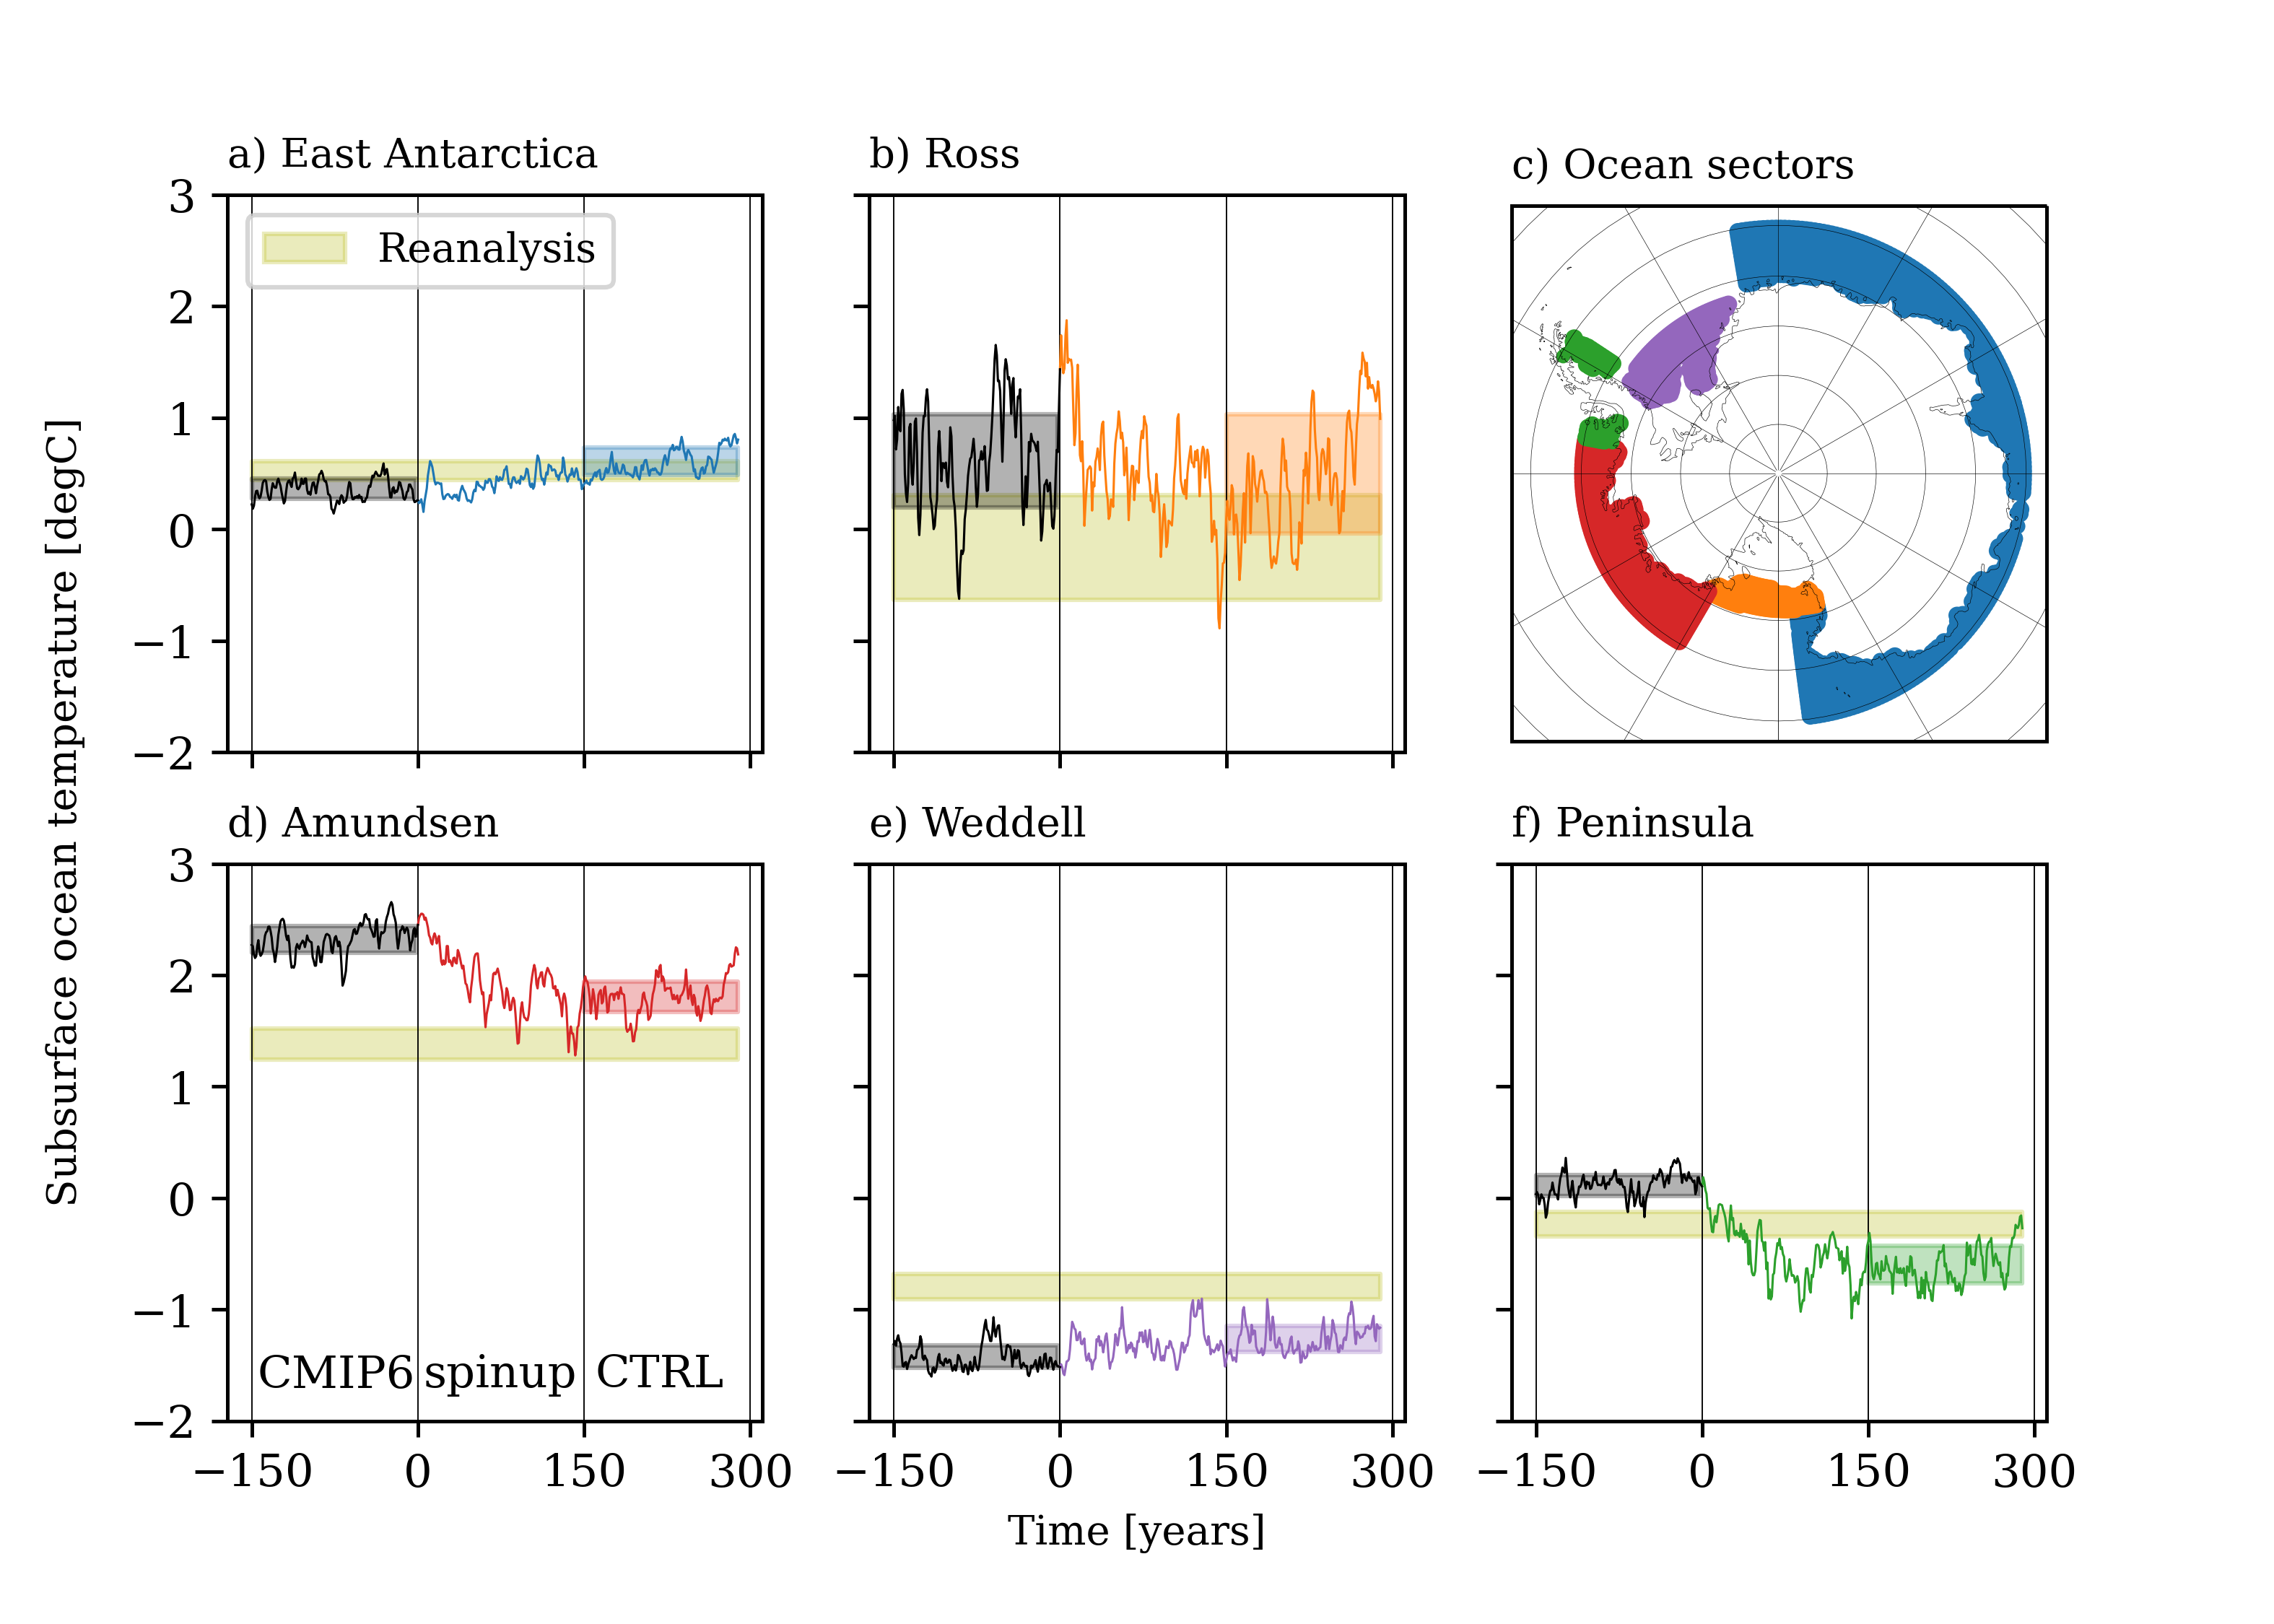 a) East Antarctica
b) Ross
c) Ocean sectors
3
2
1
0
−1
−2
Reanalysis
Subsurface ocean temperature [degC]
d) Amundsen
e) Weddell
f) Peninsula
3
2
1
0
−1
−2
CMIP6 spinup CTRL
−150 0 150 300
−150 0 150 300
−150 0 150 300
Time [years]